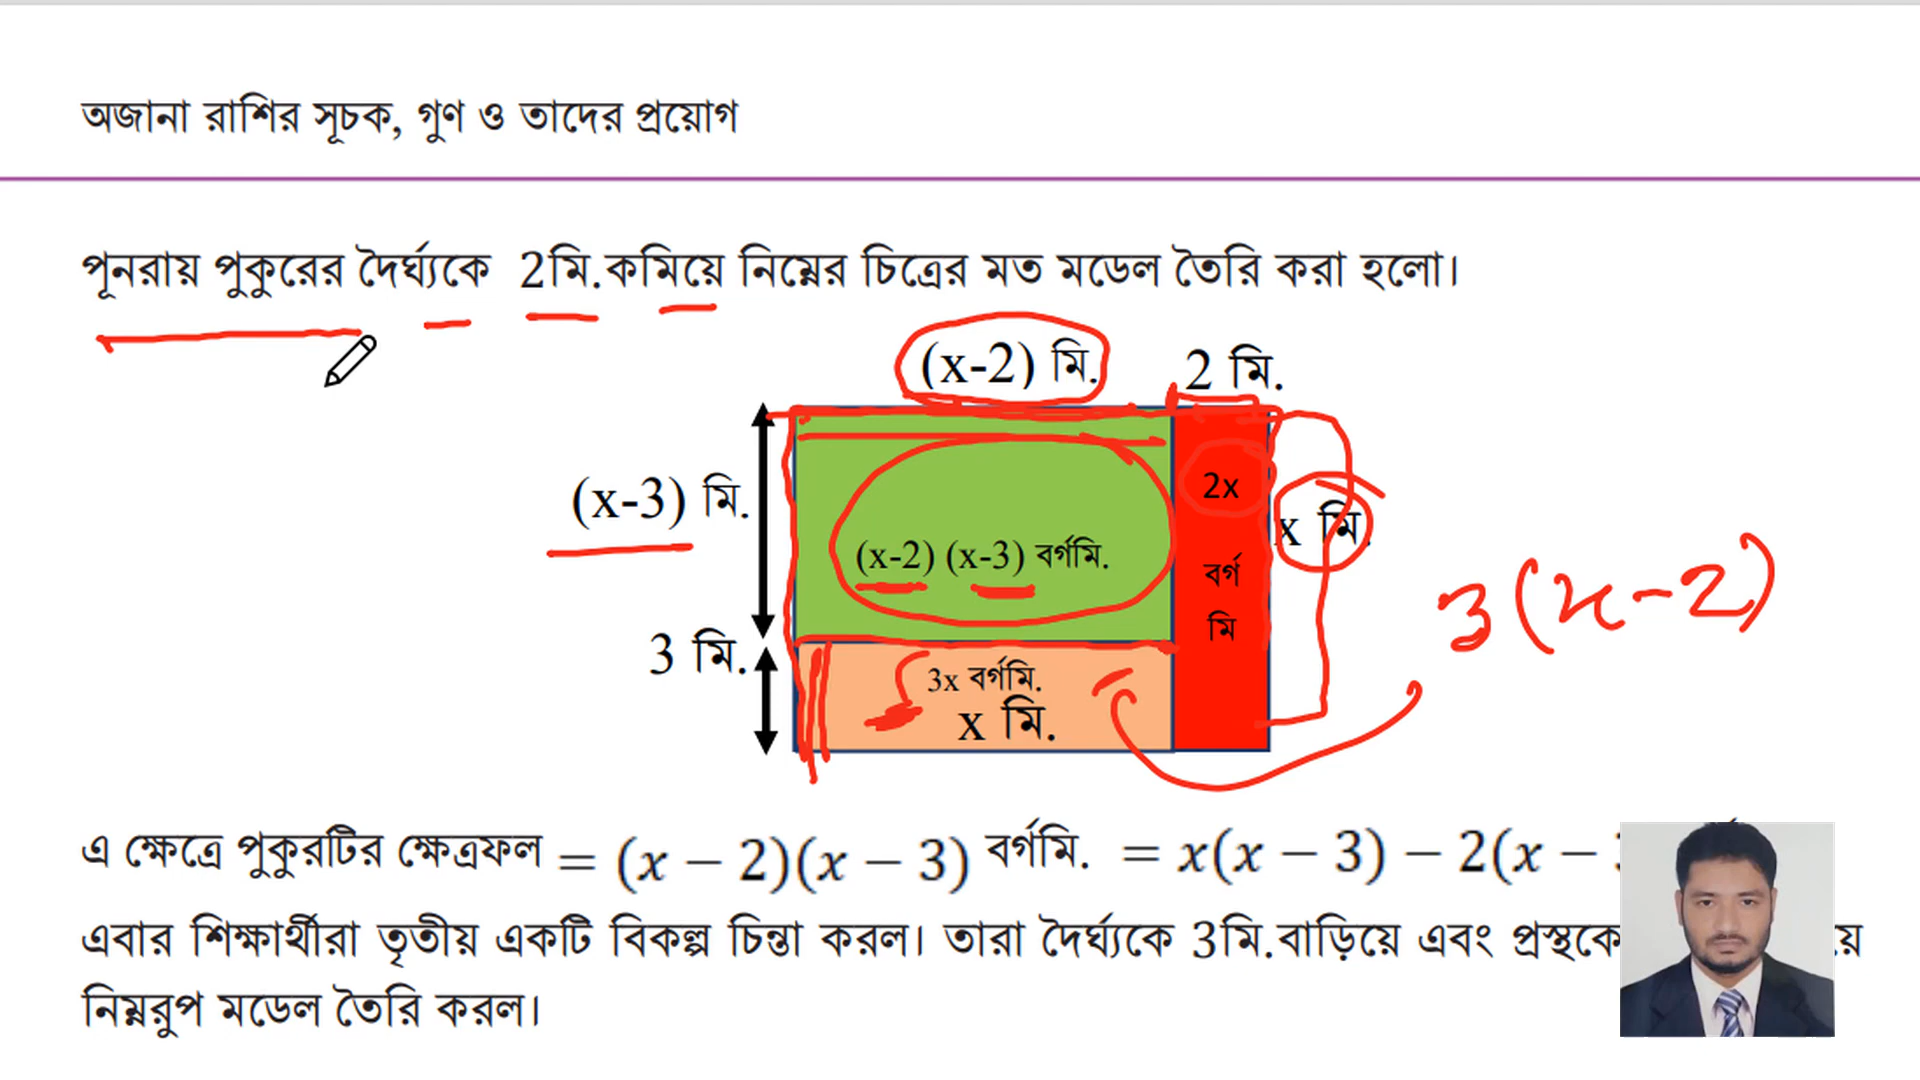 অজানা রাশির সূচক, গুণ ও তাদের প্রয়োগ
পূনরায় পুকুরের দৈর্ঘ্যকে 2মি.কমিয়ে নিম্নের চিত্রের মত মডেল তৈরি করা হলো।
(x-2) মি.
2 মি.
(x-3) মি.
2x
x মি.
(x-2) (x-3) বর্গমি.
বর্গ
মি
3(x-2)
3 মি.
3x বর্গমি.
x মি.
এ ক্ষেত্রে পুকুরটির ক্ষেত্রফল = (x − 2)(x − 3) বর্গমি. = x(x − 3) − 2(x −
এবার শিক্ষার্থীরা তৃতীয় একটি বিকল্প চিন্তা করল। তারা দৈর্ঘ্যকে 3মি.বাড়িয়ে এবং প্রস্থকে
নিম্নরুপ মডেল তৈরি করল।